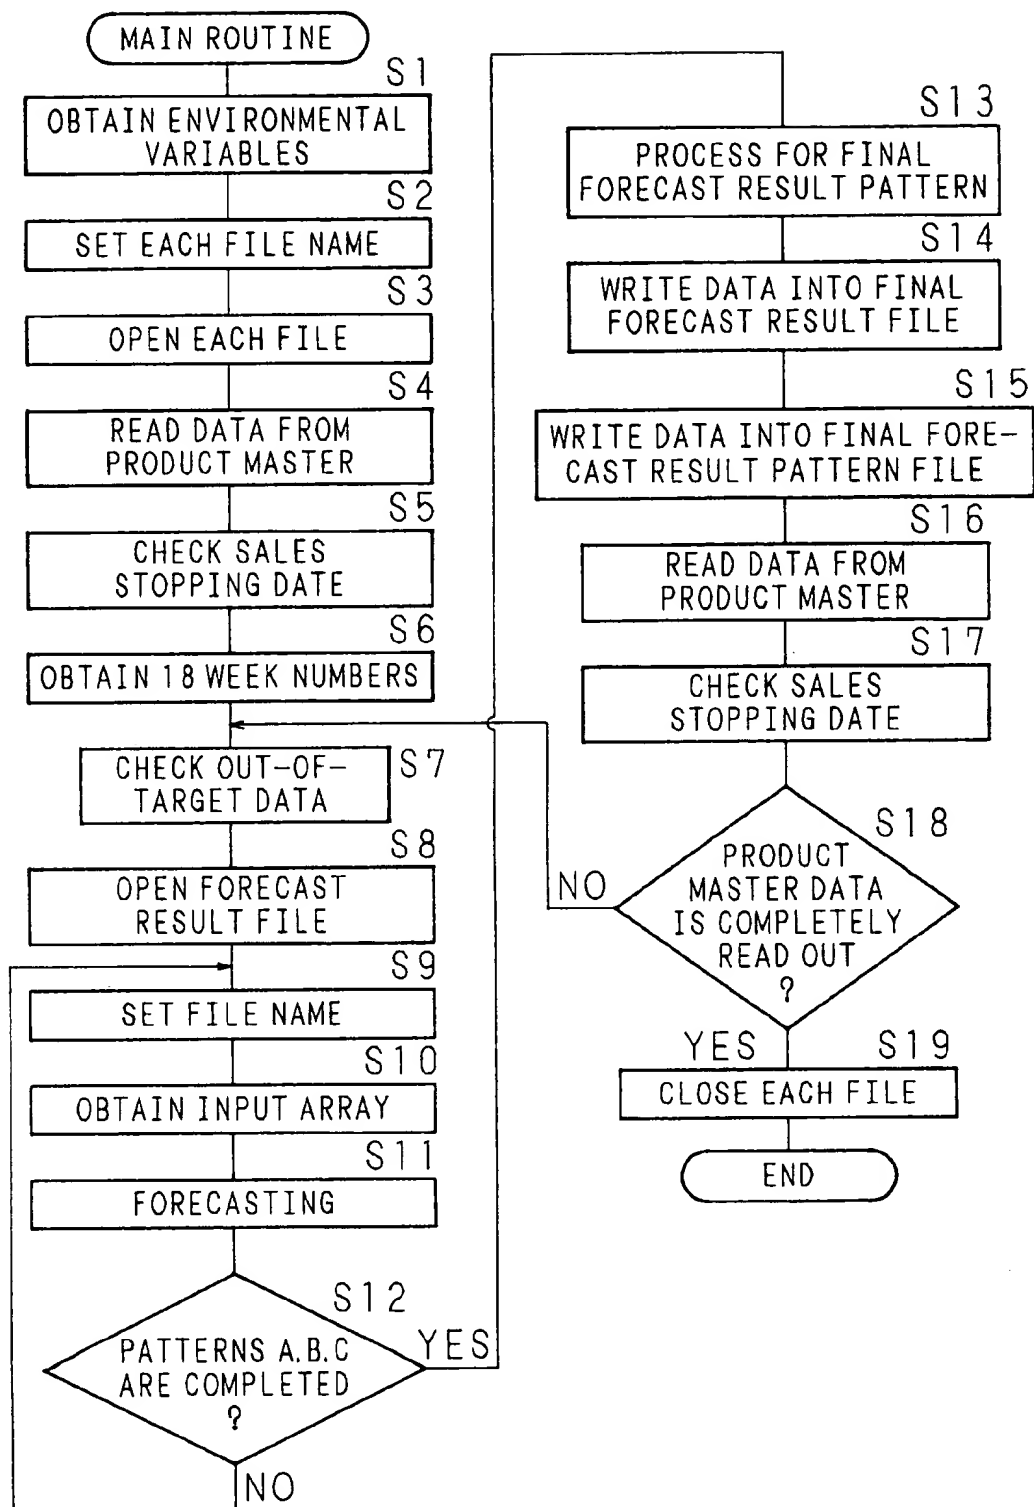 MAIN ROUTINE
S1
OBTAIN ENVIRONMENTAL
VARIABLES
S2
SET EACH FILE NAME
S3
OPEN EACH FILE
S4
READ DATA FROM
PRODUCT MASTER
S5
CHECK SALES
STOPPING DATE
S6
OBTAIN 18 WEEK NUMBERS
S7
CHECK OUT-OF-
TARGET DATA
S8
OPEN FORECAST
RESULT FILE
S9
SET FILE NAME
S10
OBTAIN INPUT ARRAY
S11
FORECASTING
S12
PATTERNS A.B.C
ARE COMPLETED
?
YES
NO
S13
PROCESS FOR FINAL
FORECAST RESULT PATTERN
S14
WRITE DATA INTO FINAL
FORECAST RESULT FILE
S15
WRITE DATA INTO FINAL FORE-
CAST RESULT PATTERN FILE
S16
READ DATA FROM
PRODUCT MASTER
S17
CHECK SALES
STOPPING DATE
S18
PRODUCT
MASTER DATA
IS COMPLETELY
READ OUT
?
NO
YES
S19
CLOSE EACH FILE
END